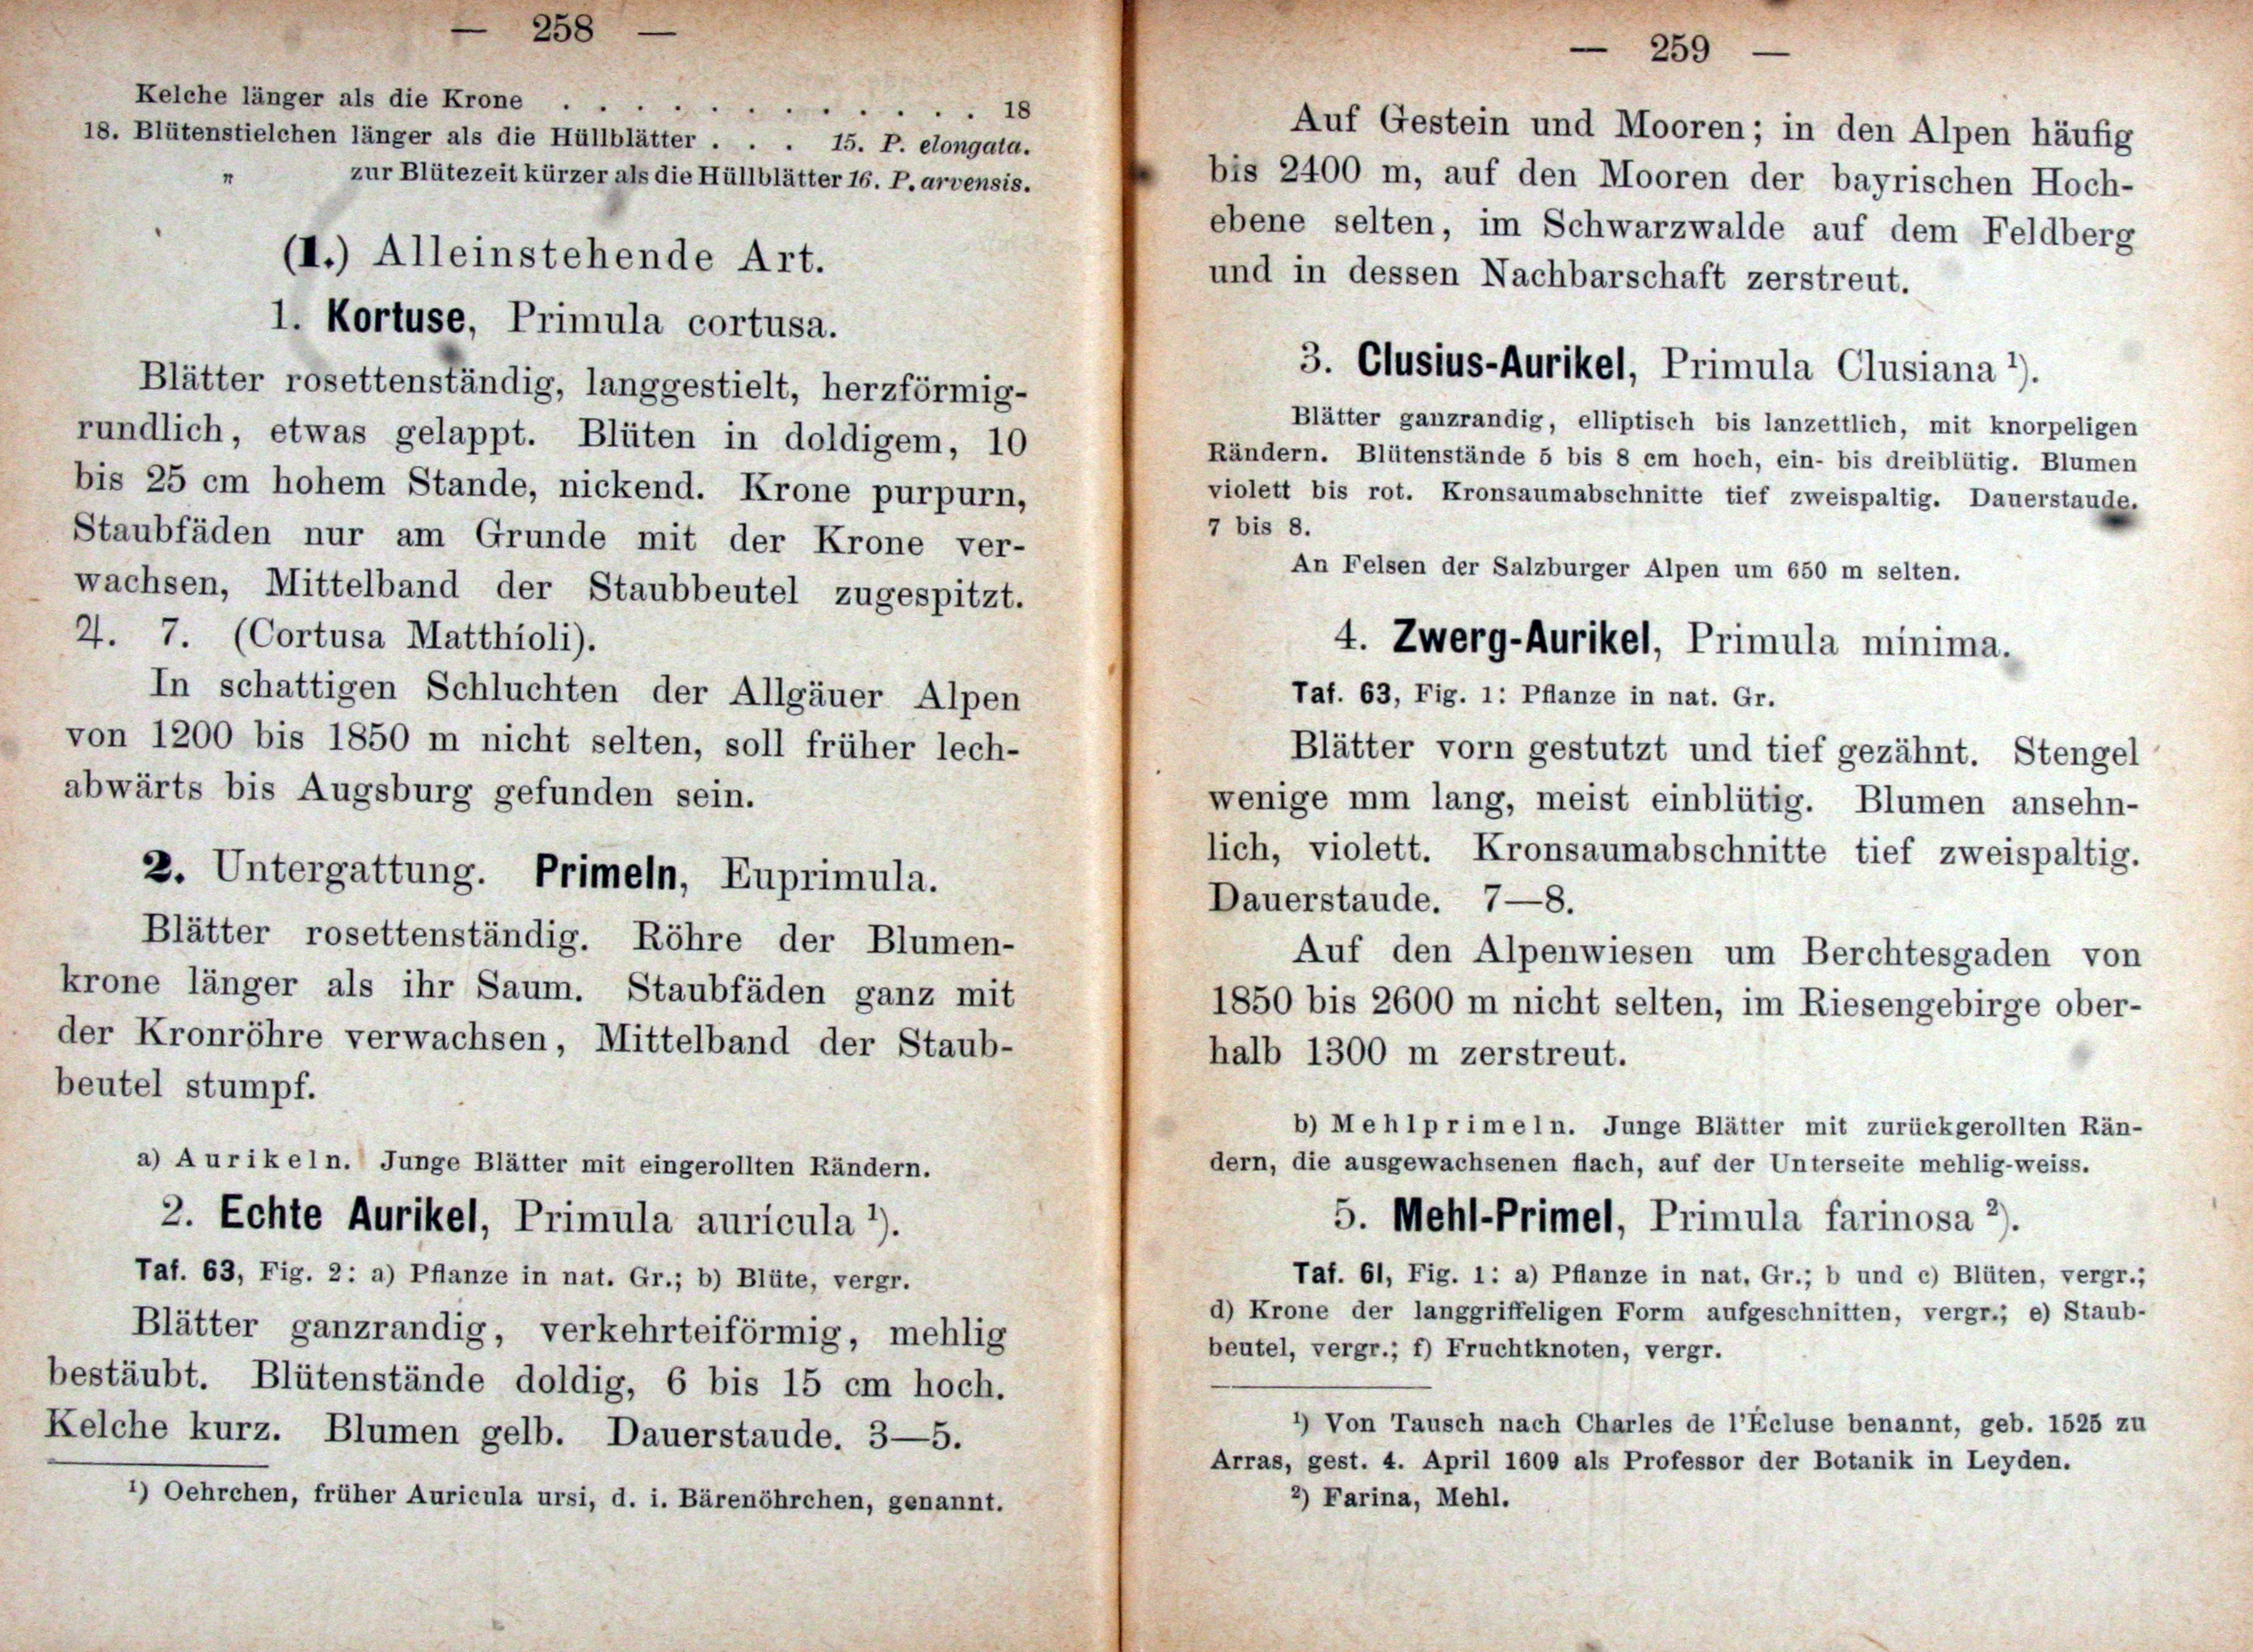 — 258 —
Kelche länger als die Krone . . . . . . . . . . . . . . . 18
18. Blütenstielchen länger als die Hüllblätter . . . 15. P. elongata.
" zur Blütezeit kürzer als die Hüllblätter 16. P. arvensis.
(I.) Alleinstehende Art.
1. Kortuse, Primula cortusa.
Blätter rosettenständig, langgestielt, herzförmig-
rundlich, etwas gelappt. Blüten in doldigem, 10
bis 25 cm hohem Stande, nickend. Krone purpurn,
Staubfäden nur am Grunde mit der Krone ver-
wachsen, Mittelband der Staubbeutel zugespitzt.
♃. 7. (Cortusa Matthioli).
In schattigen Schluchten der Allgäuer Alpen
von 1200 bis 1850 m nicht selten, soll früher lech-
abwärts bis Augsburg gefunden sein.
2. Untergattung. Primeln, Euprimula.
Blätter rosettenständig. Röhre der Blumen-
krone länger als ihr Saum. Staubfäden ganz mit
der Kronröhre verwachsen, Mittelband der Staub-
beutel stumpf.
a) Aurikeln. Junge Blätter mit eingerollten Rändern.
2. Echte Aurikel, Primula auricula ¹).
Taf. 63, Fig. 2: a) Pflanze in nat. Gr.; b) Blüte, vergr.
Blätter ganzrandig, verkehrteiförmig, mehlig
bestäubt. Blütenstände doldig, 6 bis 15 cm hoch.
Kelche kurz. Blumen gelb. Dauerstaude. 3—5.
¹) Oehrchen, früher Auricula ursi, d. i. Bärenöhrchen, genannt.
— 259 —
Auf Gestein und Mooren; in den Alpen häufig
bis 2400 m, auf den Mooren der bayrischen Hoch-
ebene selten, im Schwarzwalde auf dem Feldberg
und in dessen Nachbarschaft zerstreut.
3. Clusius-Aurikel, Primula Clusiana ¹).
Blätter ganzrandig, elliptisch bis lanzettlich, mit knorpeligen
Rändern. Blütenstände 5 bis 8 cm hoch, ein- bis dreiblütig. Blumen
violett bis rot. Kronsaumabschnitte tief zweispaltig. Dauerstaude.
7 bis 8.
An Felsen der Salzburger Alpen um 650 m selten.
4. Zwerg-Aurikel, Primula minima.
Taf. 63, Fig. 1: Pflanze in nat. Gr.
Blätter vorn gestutzt und tief gezähnt. Stengel
wenige mm lang, meist einblütig. Blumen ansehn-
lich, violett. Kronsaumabschnitte tief zweispaltig.
Dauerstaude. 7—8.
Auf den Alpenwiesen um Berchtesgaden von
1850 bis 2600 m nicht selten, im Riesengebirge ober-
halb 1300 m zerstreut.
b) Mehlprimeln. Junge Blätter mit zurückgerollten Rän-
dern, die ausgewachsenen flach, auf der Unterseite mehlig-weiss.
5. Mehl-Primel, Primula farinosa ²).
Taf. 61, Fig. 1: a) Pflanze in nat. Gr.; b und c) Blüten, vergr.;
d) Krone der langgriffeligen Form aufgeschnitten, vergr.; e) Staub-
beutel, vergr.; f) Fruchtknoten, vergr.
¹) Von Tausch nach Charles de l'Écluse benannt, geb. 1525 zu
Arras, gest. 4. April 1609 als Professor der Botanik in Leyden.
²) Farina, Mehl.